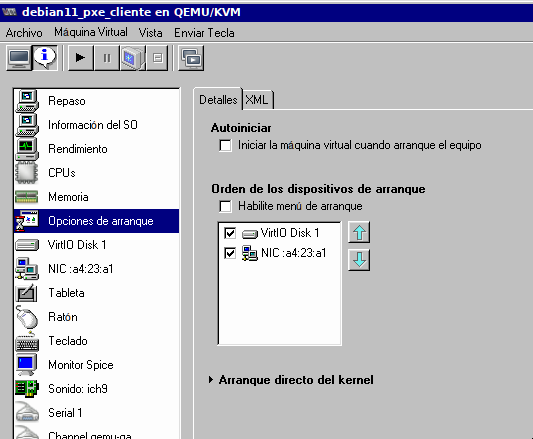 debian11_pxe_cliente en QEMU/KVM
Archivo Máquina Virtual Vista Enviar Tecla
Repaso
Información del SO
Rendimiento
CPUs
Memoria
Opciones de arranque
VirtIO Disk 1
NIC :a4:23:a1
Tableta
Ratón
Teclado
Monitor Spice
Sonido: ich9
Serial 1
Channel qemu-ga
Detalles XML
Autoiniciar
Iniciar la máquina virtual cuando arranque el equipo
Orden de los dispositivos de arranque
Habilite menú de arranque
VirtIO Disk 1
NIC :a4:23:a1
Arranque directo del kernel